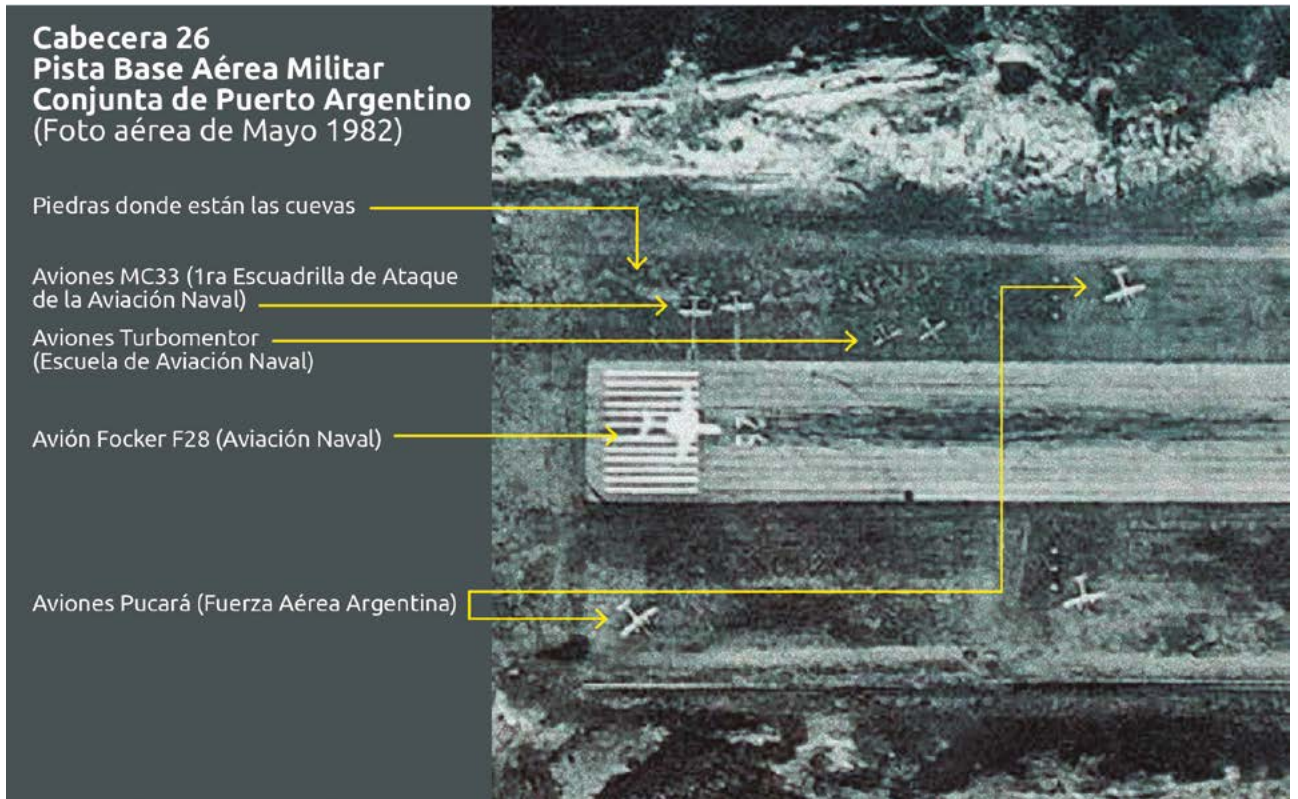 Cabecera 26
Pista Base Aérea Militar
Conjunta de Puerto Argentino
(Foto aérea de Mayo 1982)
Piedras donde están las cuevas
Aviones MC33 (1ra Escuadrilla de Ataque
de la Aviación Naval)
Aviones Turbomentor
(Escuela de Aviación Naval)
Avión Focker F28 (Aviación Naval)
Aviones Pucará (Fuerza Aérea Argentina)